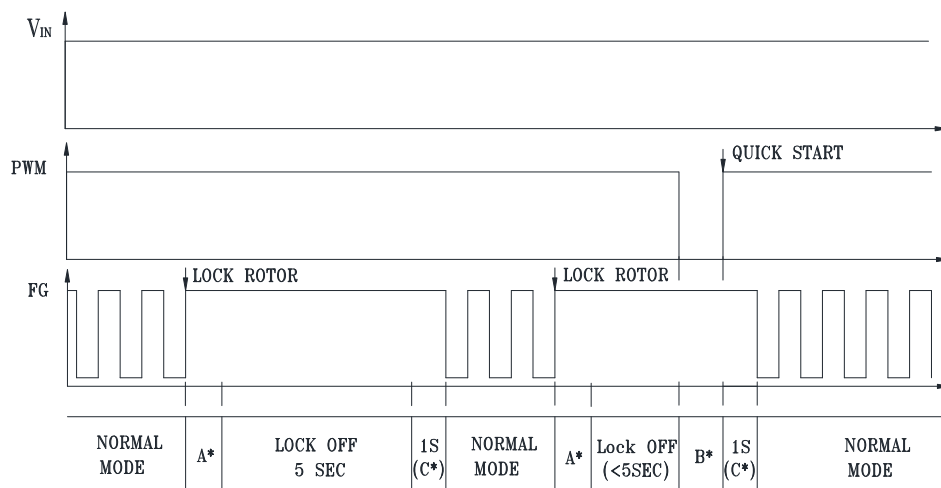 VIN
PWM
QUICK START
FG
LOCK ROTOR
LOCK ROTOR
NORMAL
MODE
A*
LOCK OFF
5 SEC
1S
(C*)
NORMAL
MODE
A*
Lock OFF
(<5SEC)
B*
1S
(C*)
NORMAL
MODE